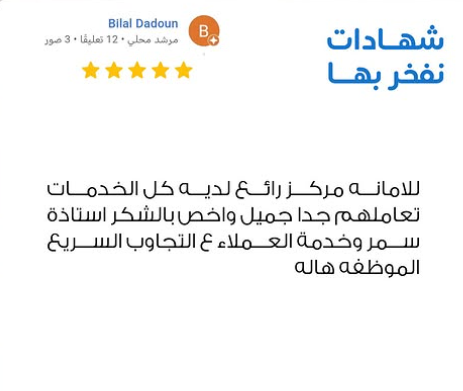 شهادات
نفخر بها
Bilal Dadoun
B
مرشد محلي • 12 تعليقًا • 3 صور
للامانه مركز رائع لديه كل الخدمات
تعاملهم جدا جميل واخص بالشكر استاذة
سمر وخدمة العملاء ع التجاوب السريع
الموظفه هاله